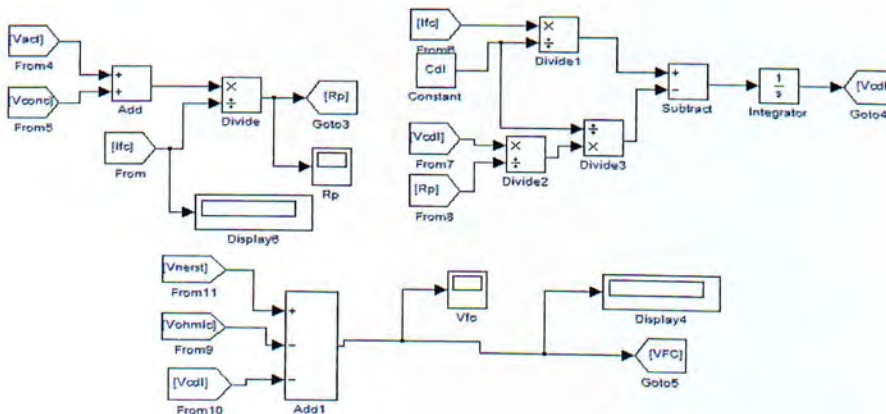 [Vact]
From4
[Vconc]
From5
+
+
Add
×
÷
Divide
[Rp]
Goto3
[Ifc]
From
Rp
Display6
[Ifc]
From6
Cdl
Constant
×
÷
Divide1
+
−
Subtract
1
s
Integrator
[Vcdl
Goto4
[Vcdl]
From7
[Rp]
From8
×
÷
Divide2
÷
×
Divide3
[Vnerst]
From11
[Vohmic]
From9
[Vcdl]
From10
+
−
−
Add1
Vfc
Display4
[VFC]
Goto5